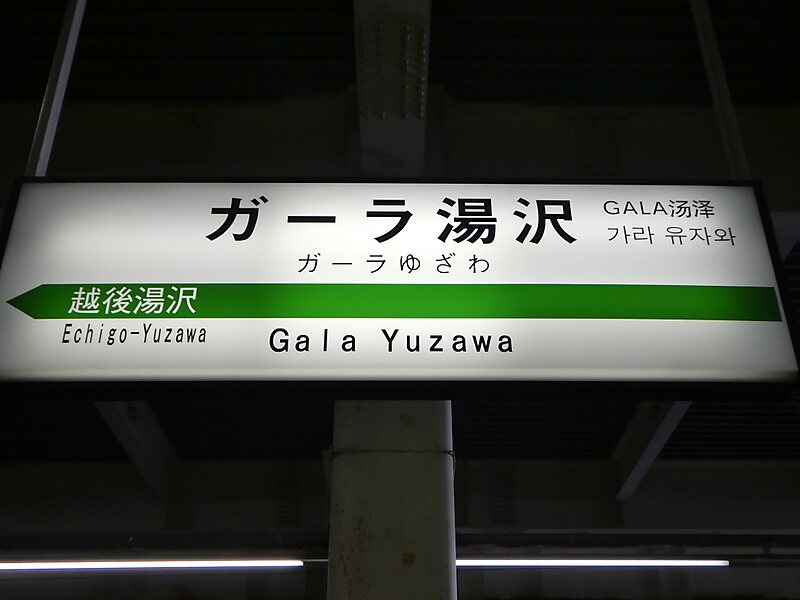 ガーラ湯沢
GALA汤泽
가라 유자와
ガーラゆざわ
越後湯沢
Echigo-Yuzawa
Gala Yuzawa